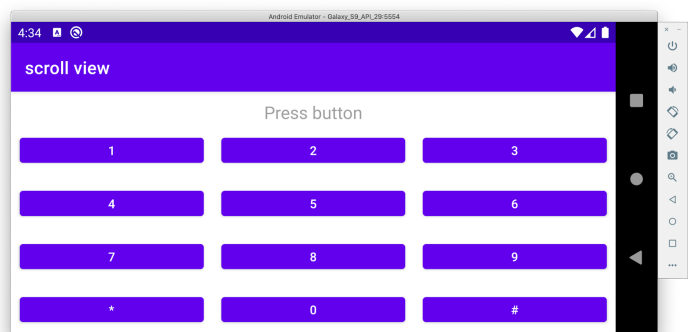 Android Emulator - Galaxy_S9_API_29:5554
4:34 A
scroll view
Press button
1 2 3
4 5 6
7 8 9
* 0 #